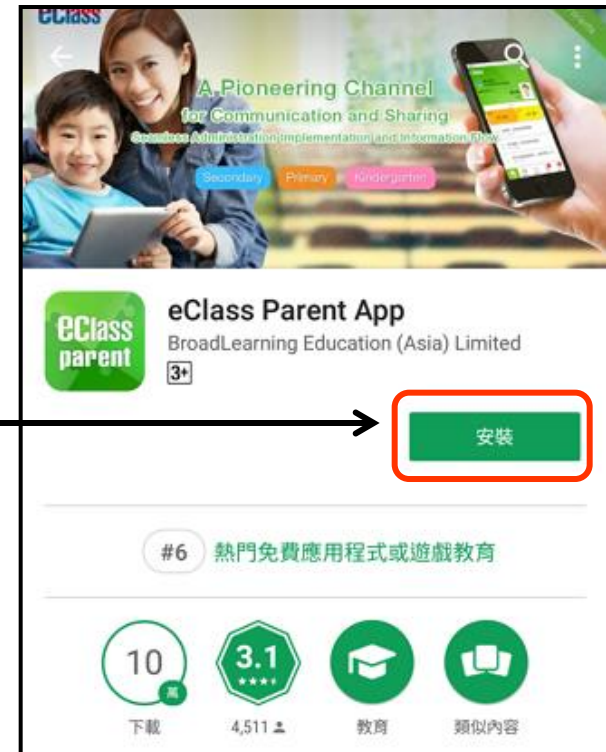 eClass
A Pioneering Channel
for Communication and Sharing
Seamless Administration Implementation and Information Flow
Secondary Primary Kindergarten
eClass
parent
eClass Parent App
BroadLearning Education (Asia) Limited
3+
安裝
#6 熱門免費應用程式或遊戲教育
10
萬
3.1
下載 4,511 教育 類似內容